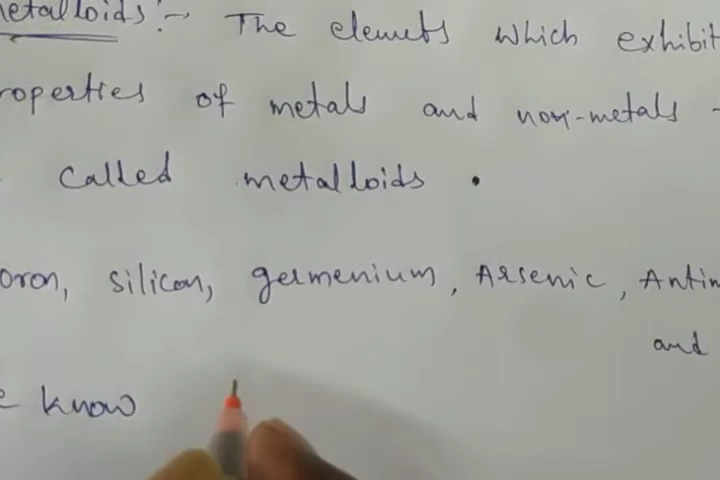 etalloids:- The elemets which exhibit
roperties of metals and non-metals -
called metalloids .
oron, silicon, germenium, Arsenic, Antim
and
e know